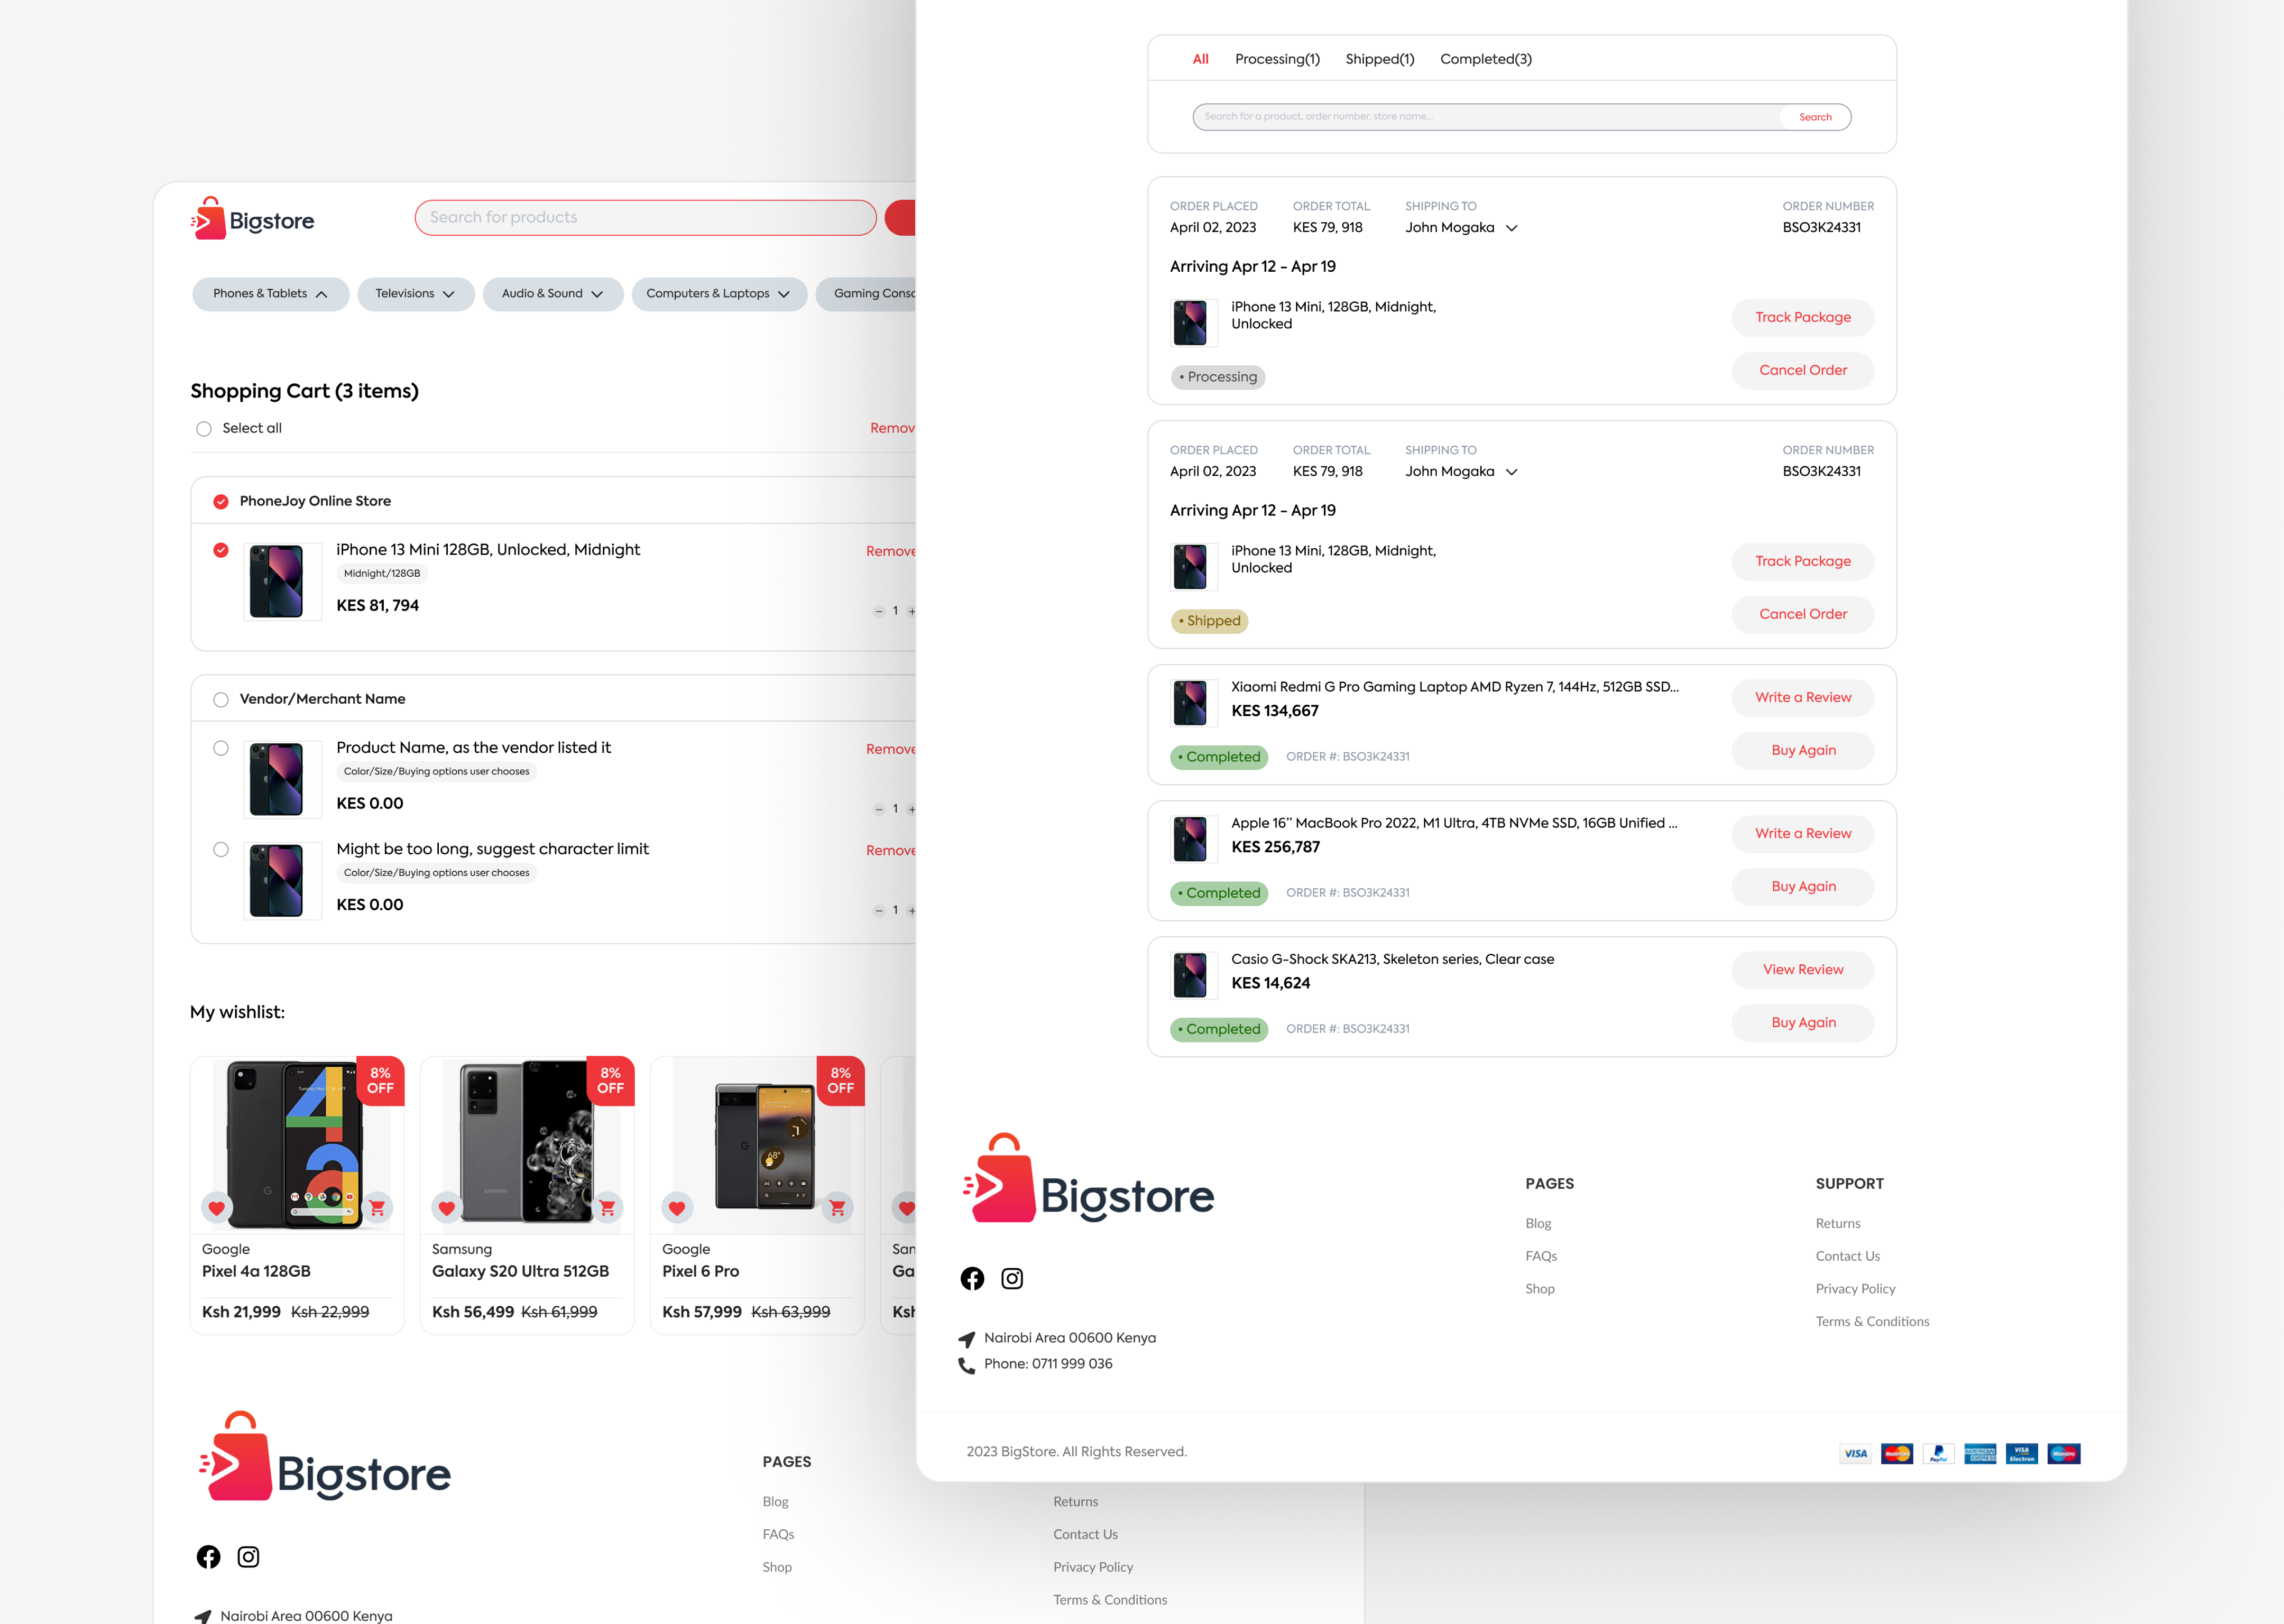 Bigstore
Search for products
Phones & Tablets
Televisions
Audio & Sound
Computers & Laptops
Gaming
Shopping Cart (3 items)
Select all
PhoneJoy Online Store
iPhone 13 Mini 128GB, Unlocked, Midnight
Remove
Midnight/128GB
KES 81, 794
− 1 +
Vendor/Merchant Name
Product Name, as the vendor listed it
Remove
Color/Size/Buying options user chooses
KES 0.00
− 1 +
Might be too long, suggest character limit
Remove
Color/Size/Buying options user chooses
KES 0.00
− 1 +
My wishlist:
8%
OFF
Google
Pixel 4a 128GB
Ksh 21,999 Ksh 22,999
8%
OFF
SAMSUNG
Samsung
Galaxy S20 Ultra 512GB
Ksh 56,499 Ksh 61,999
8%
OFF
68°
Google
Pixel 6 Pro
Ksh 57,999 Ksh 63,999
Bigstore
Nairobi Area 00600 Kenya
PAGES
Blog
FAQs
Shop
Returns
Contact Us
Privacy Policy
Terms & Conditions
All Processing(1) Shipped(1) Completed(3)
Search for a product, order number, store name...
Search
ORDER PLACED ORDER TOTAL SHIPPING TO ORDER NUMBER
April 02, 2023 KES 79, 918 John Mogaka BSO3K24331
Arriving Apr 12 - Apr 19
iPhone 13 Mini, 128GB, Midnight,
Unlocked
Track Package
• Processing
Cancel Order
ORDER PLACED ORDER TOTAL SHIPPING TO ORDER NUMBER
April 02, 2023 KES 79, 918 John Mogaka BSO3K24331
Arriving Apr 12 - Apr 19
iPhone 13 Mini, 128GB, Midnight,
Unlocked
Track Package
• Shipped
Cancel Order
Xiaomi Redmi G Pro Gaming Laptop AMD Ryzen 7, 144Hz, 512GB SSD...
KES 134,667
Write a Review
• Completed ORDER #: BSO3K24331
Buy Again
Apple 16” MacBook Pro 2022, M1 Ultra, 4TB NVMe SSD, 16GB Unified ...
KES 256,787
Write a Review
• Completed ORDER #: BSO3K24331
Buy Again
Casio G-Shock SKA213, Skeleton series, Clear case
KES 14,624
View Review
• Completed ORDER #: BSO3K24331
Buy Again
Bigstore
Nairobi Area 00600 Kenya
Phone: 0711 999 036
PAGES
Blog
FAQs
Shop
SUPPORT
Returns
Contact Us
Privacy Policy
Terms & Conditions
2023 BigStore. All Rights Reserved.
VISA
MasterCard
PayPal
AMERICAN EXPRESS
VISA Electron
Maestro